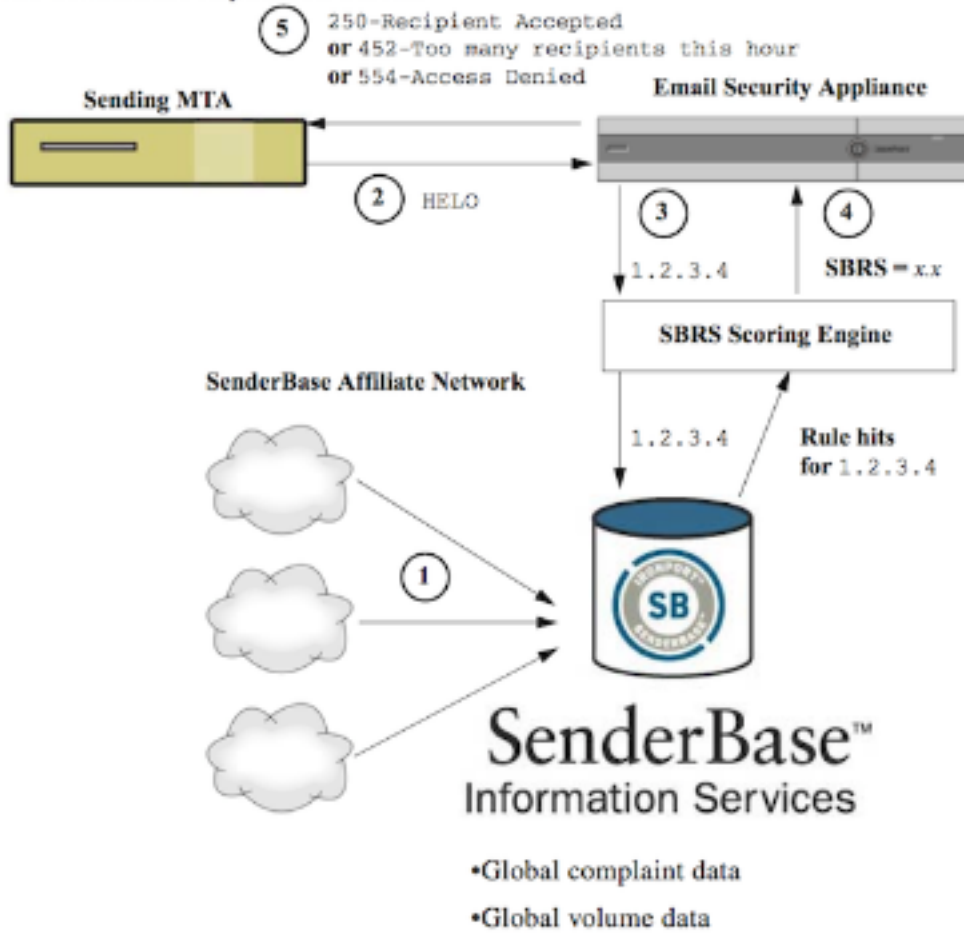 5
250-Recipient Accepted
or 452-Too many recipients this hour
or 554-Access Denied
Sending MTA
Email Security Appliance
2
HELO
3
4
1.2.3.4
SBRS = x.x
SBRS Scoring Engine
SenderBase Affiliate Network
1.2.3.4
Rule hits
for 1.2.3.4
1
IRONPORT
SB
SENDERBASE™
SenderBase™
Information Services
•Global complaint data
•Global volume data